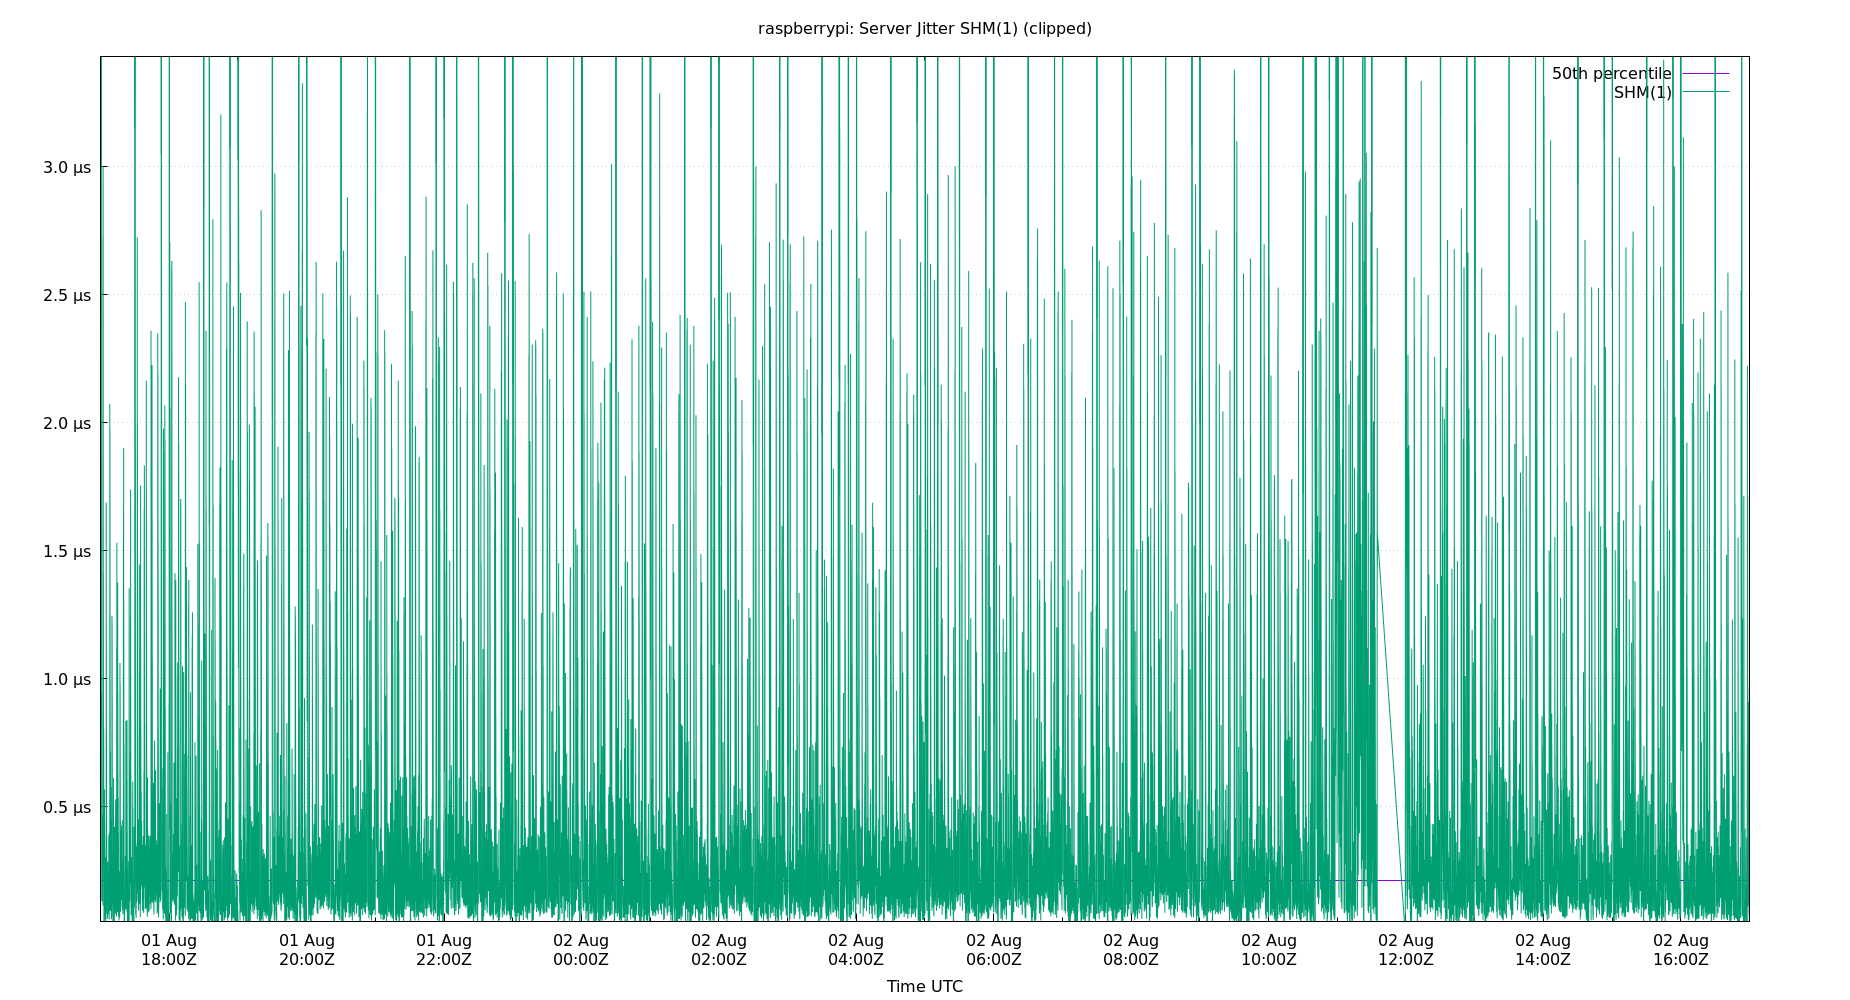 raspberrypi: Server Jitter SHM(1) (clipped)
50th percentile
SHM(1)
3.0 µs
2.5 µs
2.0 µs
1.5 µs
1.0 µs
0.5 µs
01 Aug 01 Aug 01 Aug 02 Aug 02 Aug 02 Aug 02 Aug 02 Aug 02 Aug 02 Aug 02 Aug 02 Aug
18:00Z 20:00Z 22:00Z 00:00Z 02:00Z 04:00Z 06:00Z 08:00Z 10:00Z 12:00Z 14:00Z 16:00Z
Time UTC